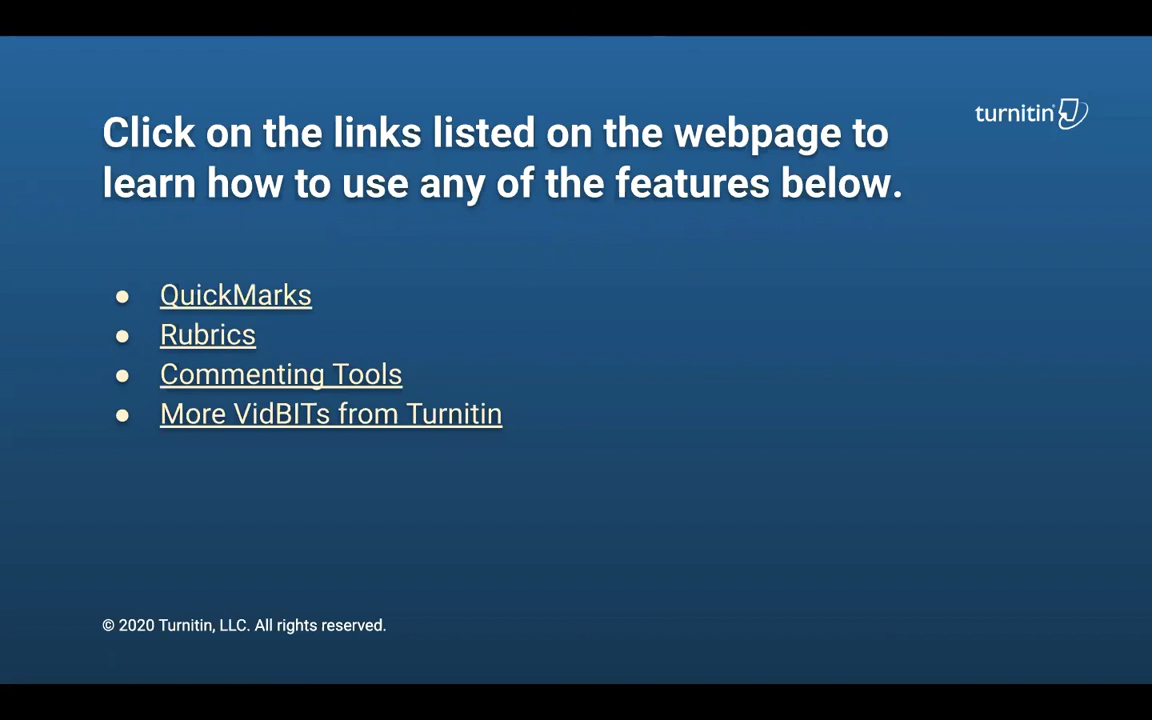 turnitin
Click on the links listed on the webpage to
learn how to use any of the features below.
● QuickMarks
● Rubrics
● Commenting Tools
● More VidBITs from Turnitin
© 2020 Turnitin, LLC. All rights reserved.